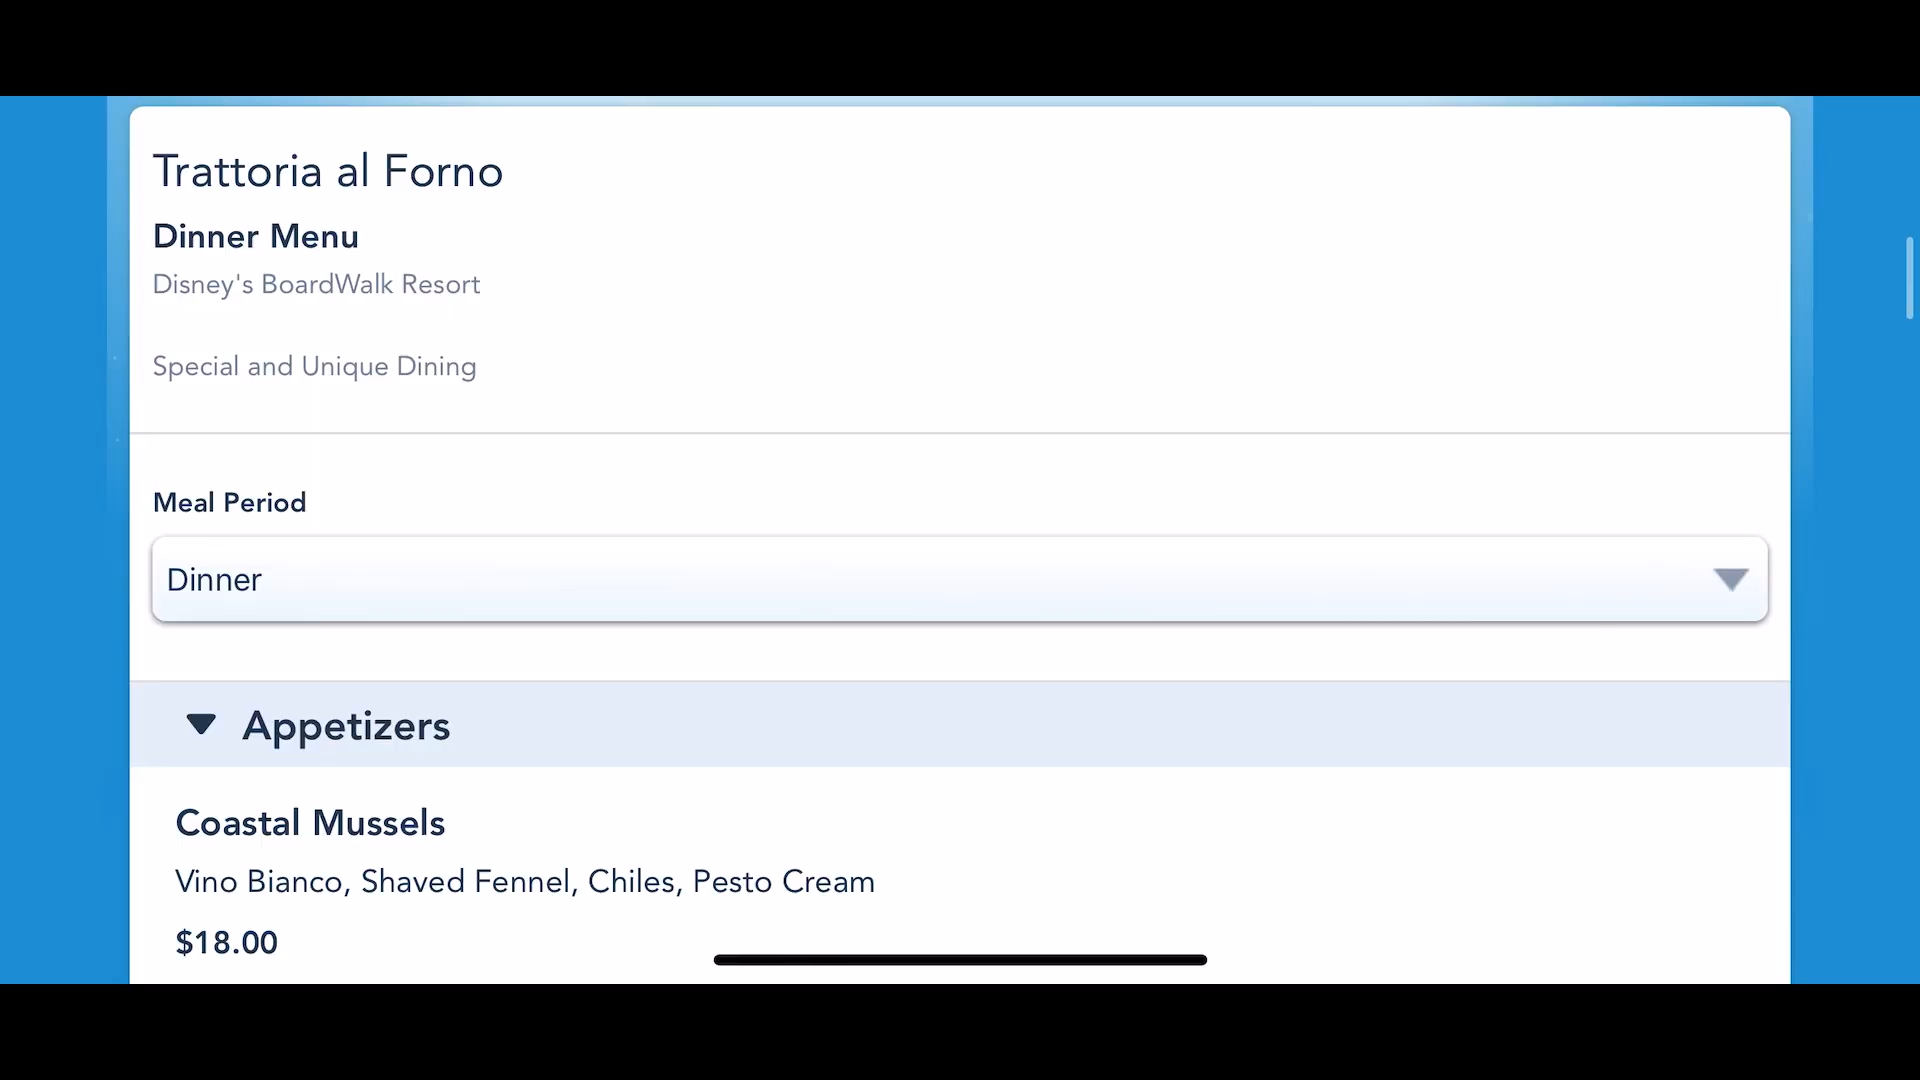 Trattoria al Forno
Dinner Menu
Disney's BoardWalk Resort
Special and Unique Dining
Meal Period
Dinner
Appetizers
Coastal Mussels
Vino Bianco, Shaved Fennel, Chiles, Pesto Cream
$18.00